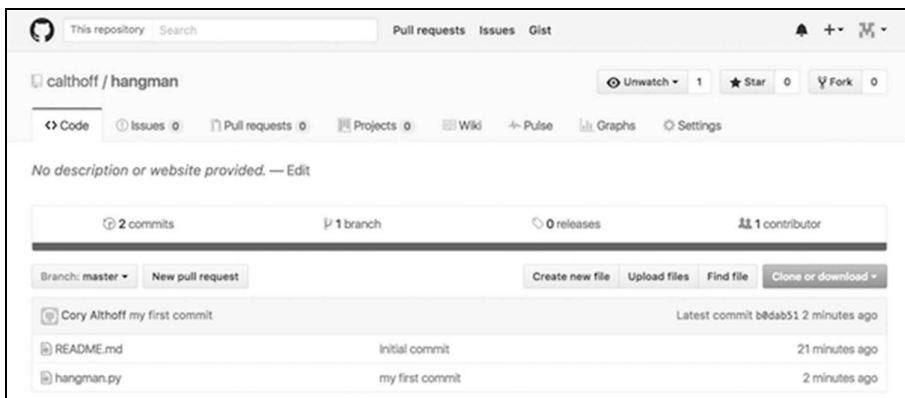 This repository Search Pull requests Issues Gist
calthoff / hangman Unwatch 1 Star 0 Fork 0
Code Issues 0 Pull requests 0 Projects 0 Wiki Pulse Graphs Settings
No description or website provided. — Edit
2 commits 1 branch 0 releases 1 contributor
Branch: master New pull request Create new file Upload files Find file Clone or download
Cory Althoff my first commit Latest commit b0dab51 2 minutes ago
README.md Initial commit 21 minutes ago
hangman.py my first commit 2 minutes ago